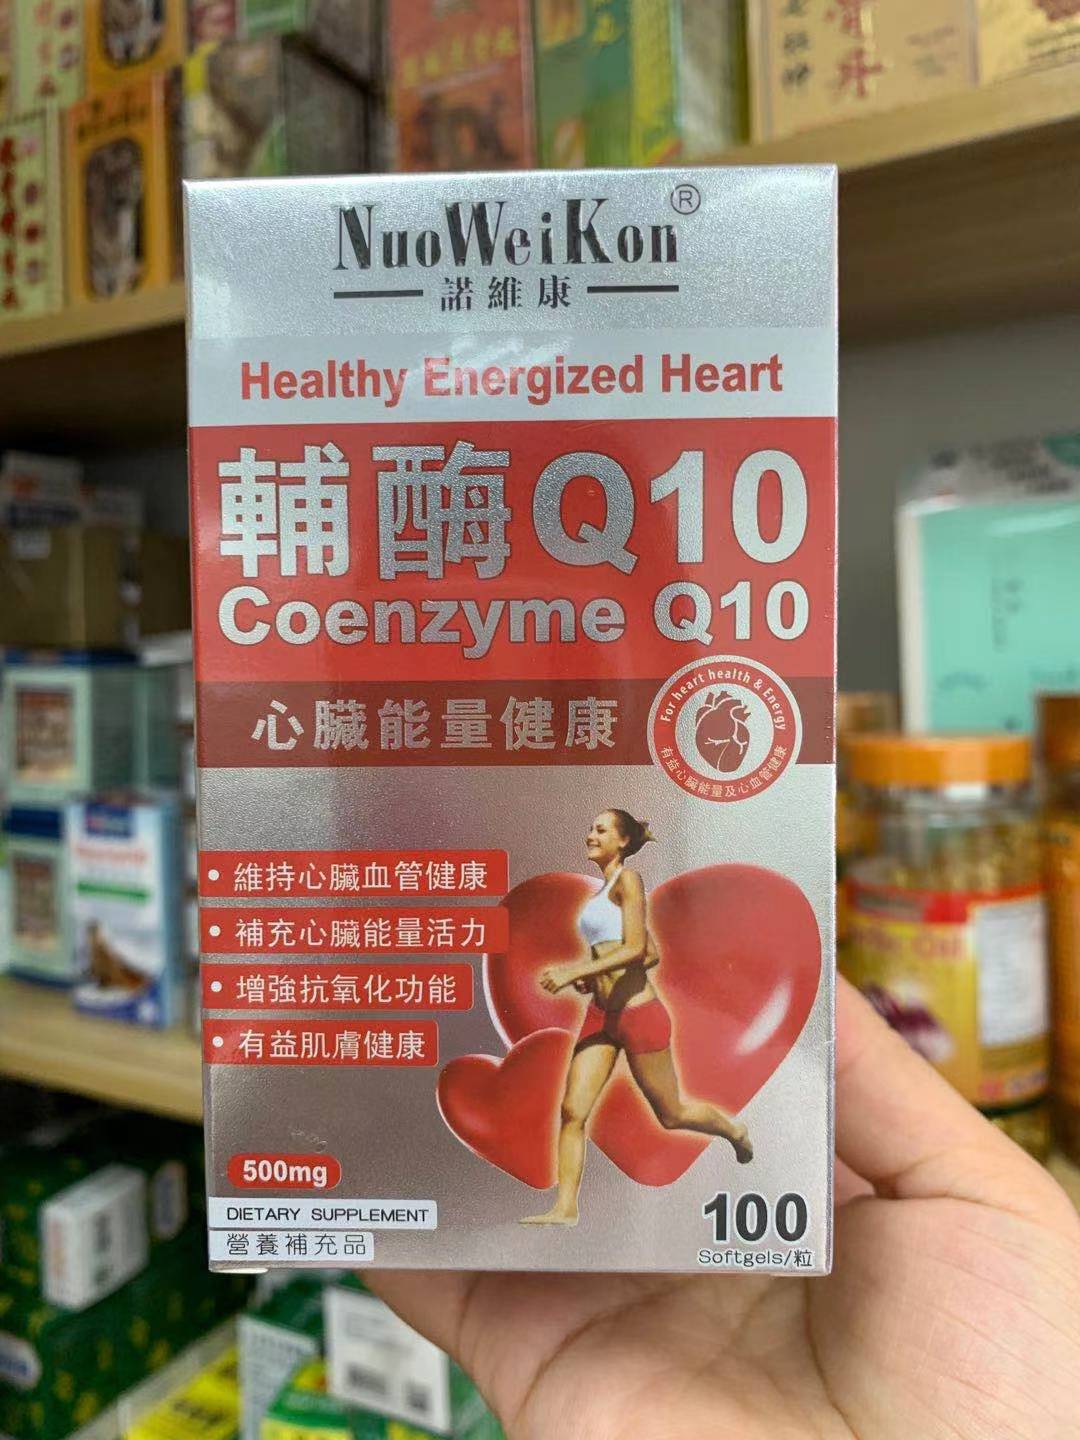 NuoWeiKon®
諾維康
Healthy Energized Heart
輔酶Q10
Coenzyme Q10
心臟能量健康
For heart health & Energy
有益心臟能量及心血管健康
• 維持心臟血管健康
• 補充心臟能量活力
• 增強抗氧化功能
• 有益肌膚健康
500mg
DIETARY SUPPLEMENT
營養補充品
100
Softgels/粒